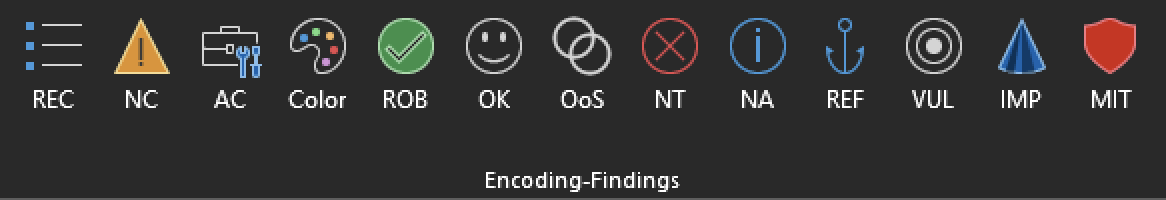 REC NC AC Color ROB OK OoS NT NA REF VUL IMP MIT
Encoding-Findings